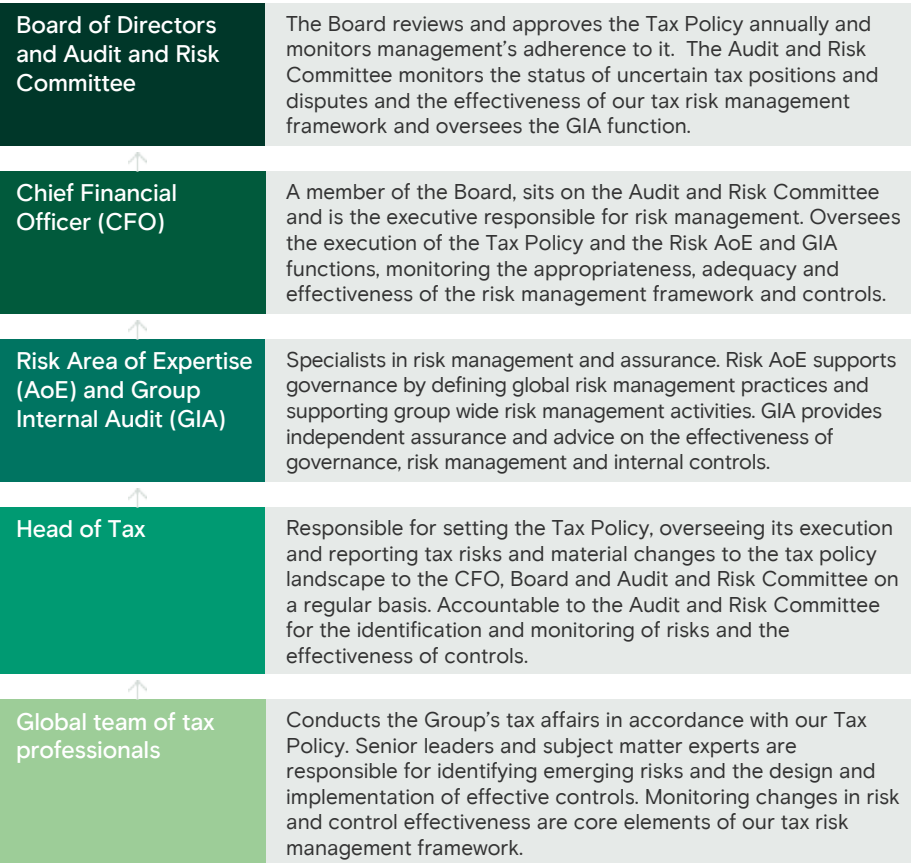 Board of Directors
and Audit and Risk
Committee
The Board reviews and approves the Tax Policy annually and
monitors management’s adherence to it.  The Audit and Risk
Committee monitors the status of uncertain tax positions and
disputes and the effectiveness of our tax risk management
framework and oversees the GIA function.
Chief Financial
Officer (CFO)
A member of the Board, sits on the Audit and Risk Committee
and is the executive responsible for risk management. Oversees
the execution of the Tax Policy and the Risk AoE and GIA
functions, monitoring the appropriateness, adequacy and
effectiveness of the risk management framework and controls.
Risk Area of Expertise
(AoE) and Group
Internal Audit (GIA)
Specialists in risk management and assurance. Risk AoE supports
governance by defining global risk management practices and
supporting group wide risk management activities. GIA provides
independent assurance and advice on the effectiveness of
governance, risk management and internal controls.
Head of Tax
Responsible for setting the Tax Policy, overseeing its execution
and reporting tax risks and material changes to the tax policy
landscape to the CFO, Board and Audit and Risk Committee on
a regular basis. Accountable to the Audit and Risk Committee
for the identification and monitoring of risks and the
effectiveness of controls.
Global team of tax
professionals
Conducts the Group’s tax affairs in accordance with our Tax
Policy. Senior leaders and subject matter experts are
responsible for identifying emerging risks and the design and
implementation of effective controls. Monitoring changes in risk
and control effectiveness are core elements of our tax risk
management framework.